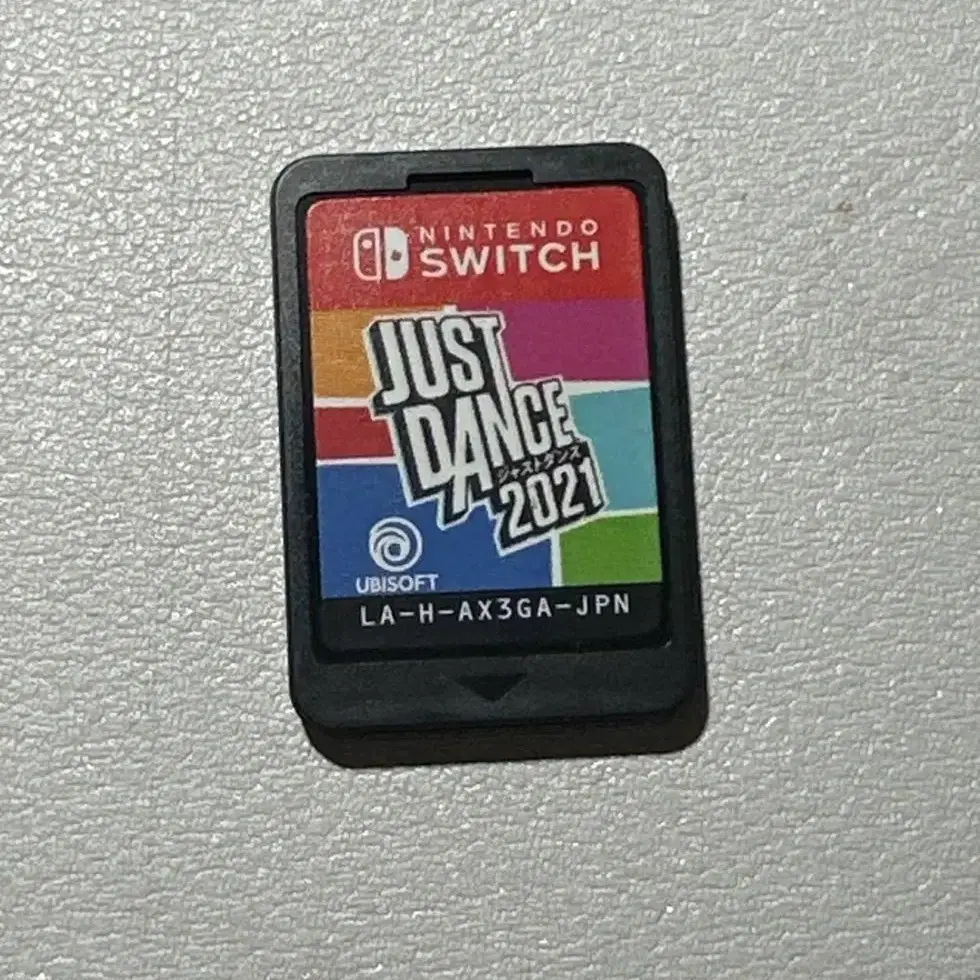 NINTENDO
SWITCH
JUST
DANCE
ジャストダンス
2021
UBISOFT
LA-H-AX3GA-JPN